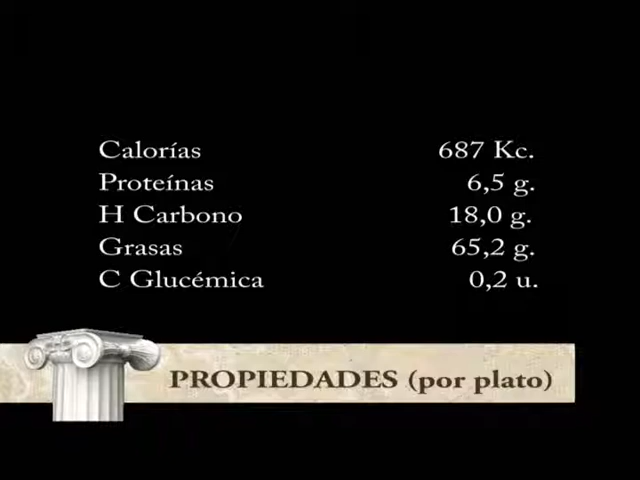 Calorías 687 Kc.
Proteínas 6,5 g.
H Carbono 18,0 g.
Grasas 65,2 g.
C Glucémica 0,2 u.
PROPIEDADES (por plato)